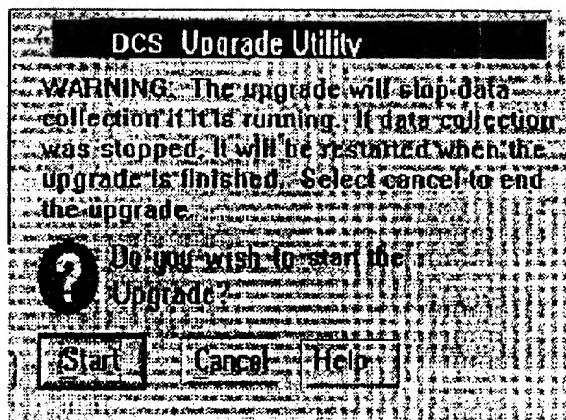 DCS Upgrade Utility
WARNING: The upgrade will stop data
collection if it is running. If data collection
was stopped, it will be restarted when the
upgrade is finished. Select cancel to end
the upgrade.
Do you wish to start the
Upgrade?
Start Cancel Help